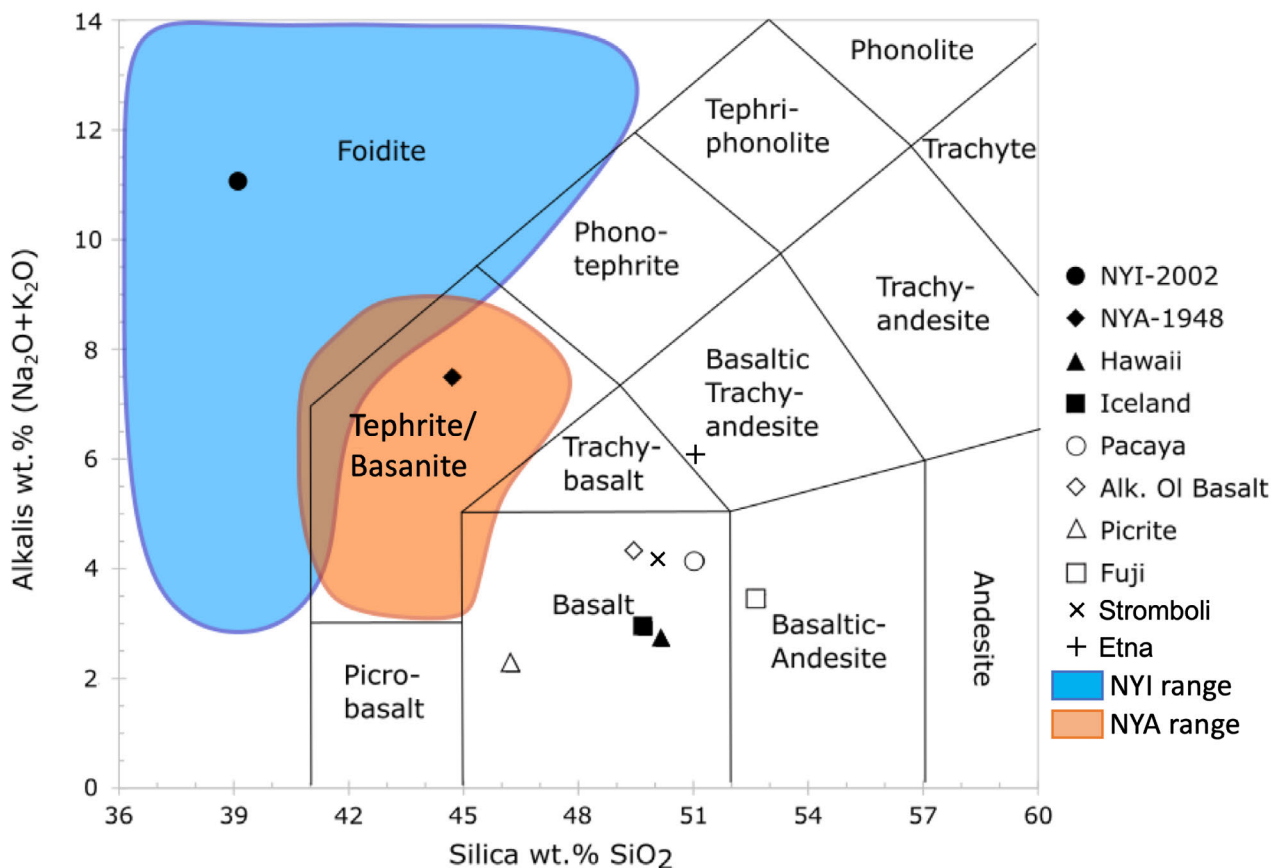 14
12
10
8
6
4
2
0
36
39
42
45
48
51
54
57
60
Alkalis wt.% (Na₂O+K₂O)
Silica wt.% SiO₂
Foidite
Phonolite
Tephri-
phonolite
Trachyte
Phono-
tephrite
Trachy-
andesite
Basaltic
Trachy-
andesite
Tephrite/
Basanite
Trachy-
basalt
Basalt
Basaltic-
Andesite
Andesite
Picro-
basalt
NYI-2002
NYA-1948
Hawaii
Iceland
Pacaya
Alk. Ol Basalt
Picrite
Fuji
Stromboli
Etna
NYI range
NYA range